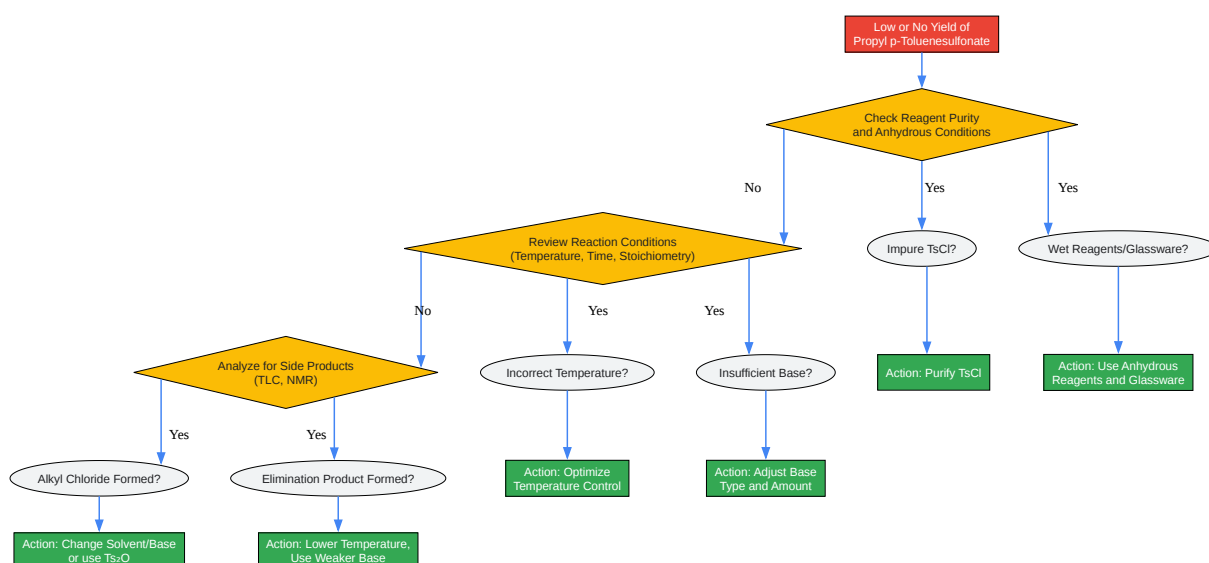 Low or No Yield of
Propyl p-Toluenesulfonate
Check Reagent Purity
and Anhydrous Conditions
No
Yes
Yes
Review Reaction Conditions
(Temperature, Time, Stoichiometry)
Impure TsCl?
Wet Reagents/Glassware?
No
Yes
Yes
Analyze for Side Products
(TLC, NMR)
Incorrect Temperature?
Insufficient Base?
Action: Purify TsCl
Action: Use Anhydrous
Reagents and Glassware
Yes
Yes
Alkyl Chloride Formed?
Elimination Product Formed?
Action: Optimize
Temperature Control
Action: Adjust Base
Type and Amount
Action: Change Solvent/Base
or use Ts₂O
Action: Lower Temperature,
Use Weaker Base